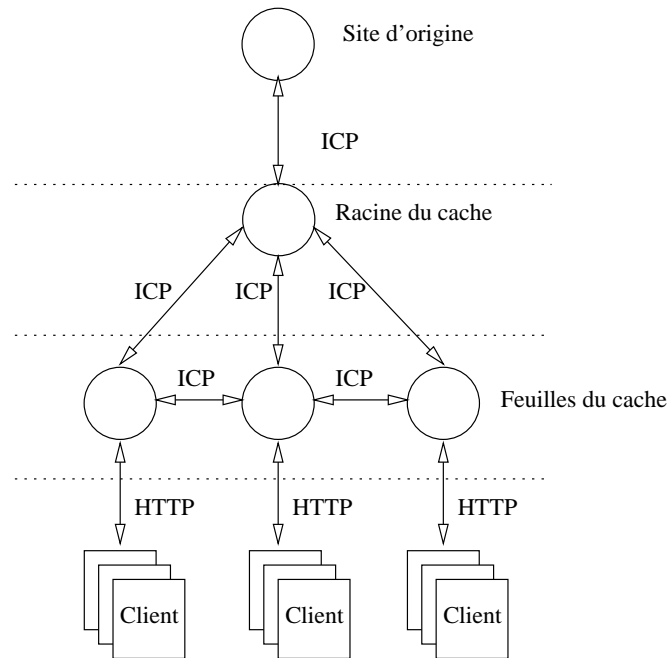 Site d'origine
ICP
Racine du cache
ICP
ICP
ICP
ICP
ICP
Feuilles du cache
HTTP
HTTP
HTTP
Client
Client
Client